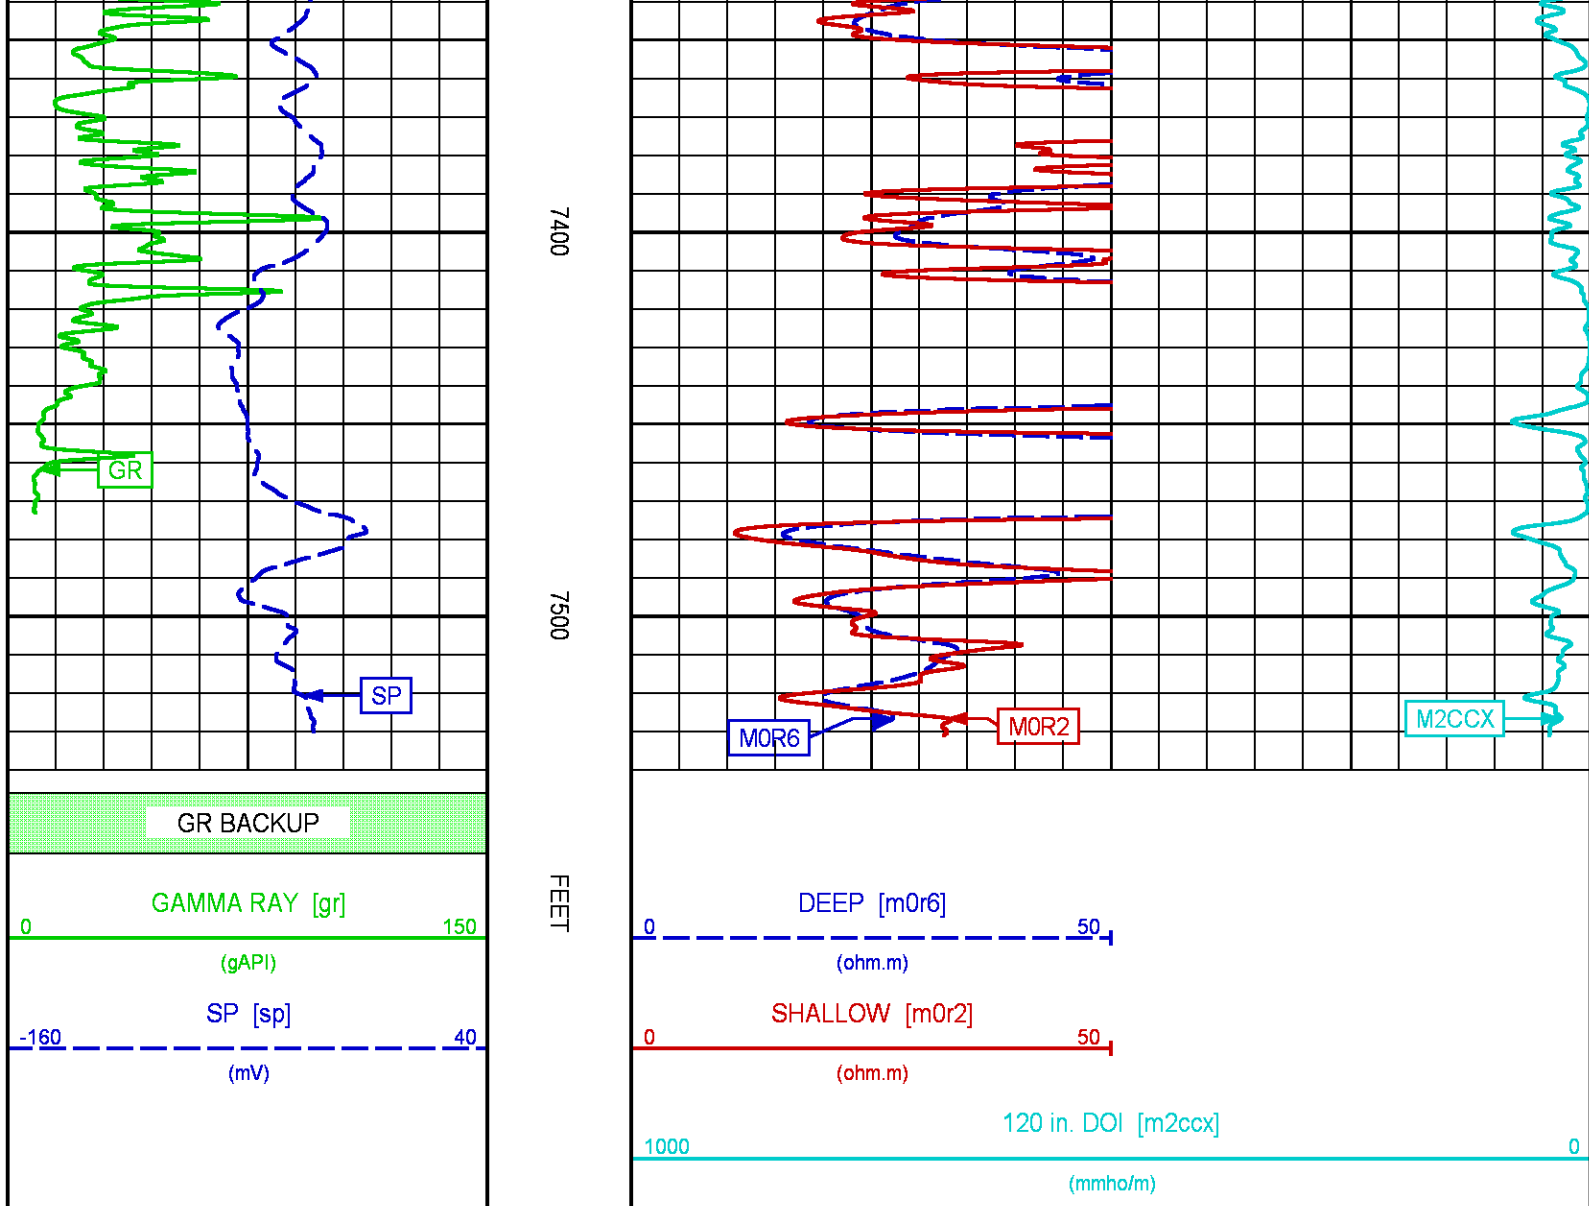 7400
GR
7500
SP
M0R6
M0R2
M2CCX
GR BACKUP
FEET
GAMMA RAY [gr]
0 150
(gAPI)
SP [sp]
-160 40
(mV)
DEEP [m0r6]
0 50
(ohm.m)
SHALLOW [m0r2]
0 50
(ohm.m)
120 in. DOI [m2ccx]
1000 0
(mmho/m)